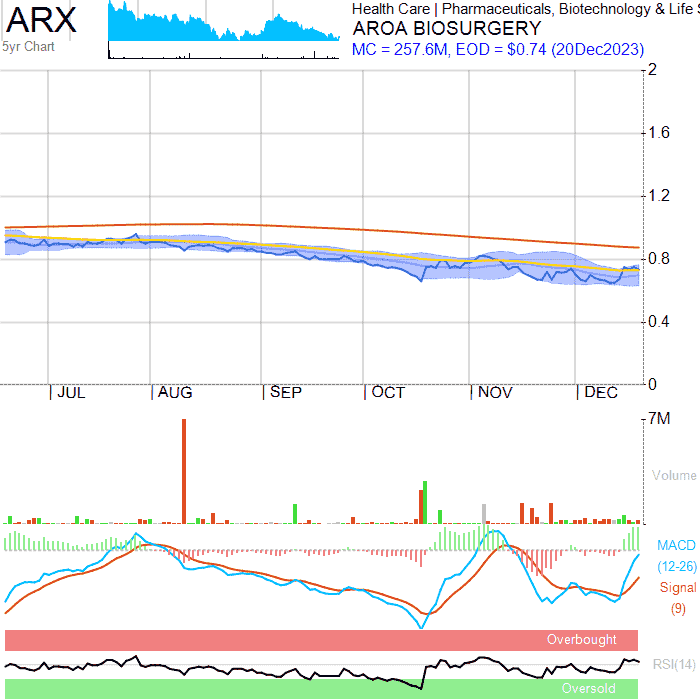 ARX
5yr Chart
Health Care | Pharmaceuticals, Biotechnology & Life
AROA BIOSURGERY
MC = 257.6M, EOD = $0.74 (20Dec2023)
2
1.6
1.2
0.8
0.4
0
JUL AUG SEP OCT NOV DEC
7M
Volume
MACD
(12-26)
Signal
(9)
Overbought
RSI(14)
Oversold